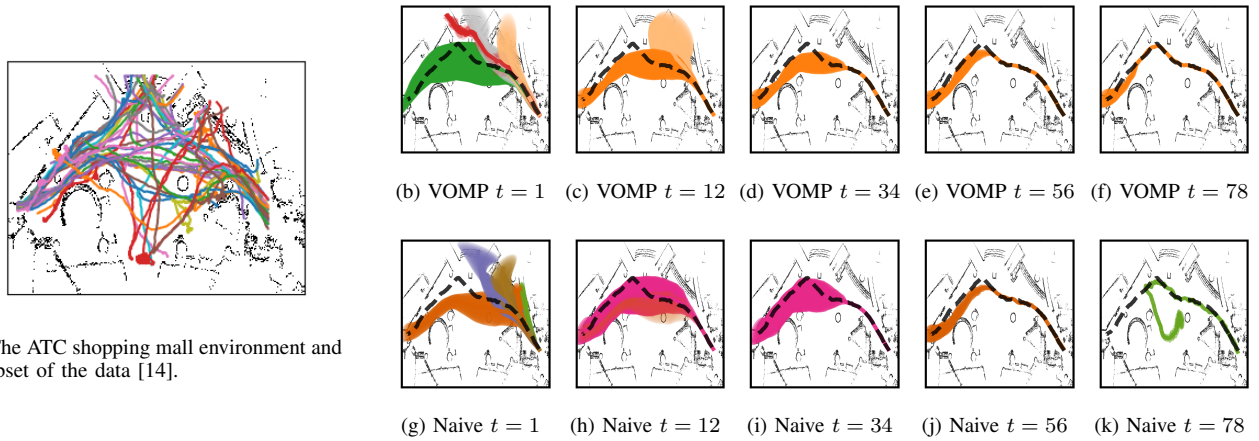 (b) VOMP t = 1
(c) VOMP t = 12
(d) VOMP t = 34
(e) VOMP t = 56
(f) VOMP t = 78
The ATC shopping mall environment and
bset of the data [14].
(g) Naive t = 1
(h) Naive t = 12
(i) Naive t = 34
(j) Naive t = 56
(k) Naive t = 78